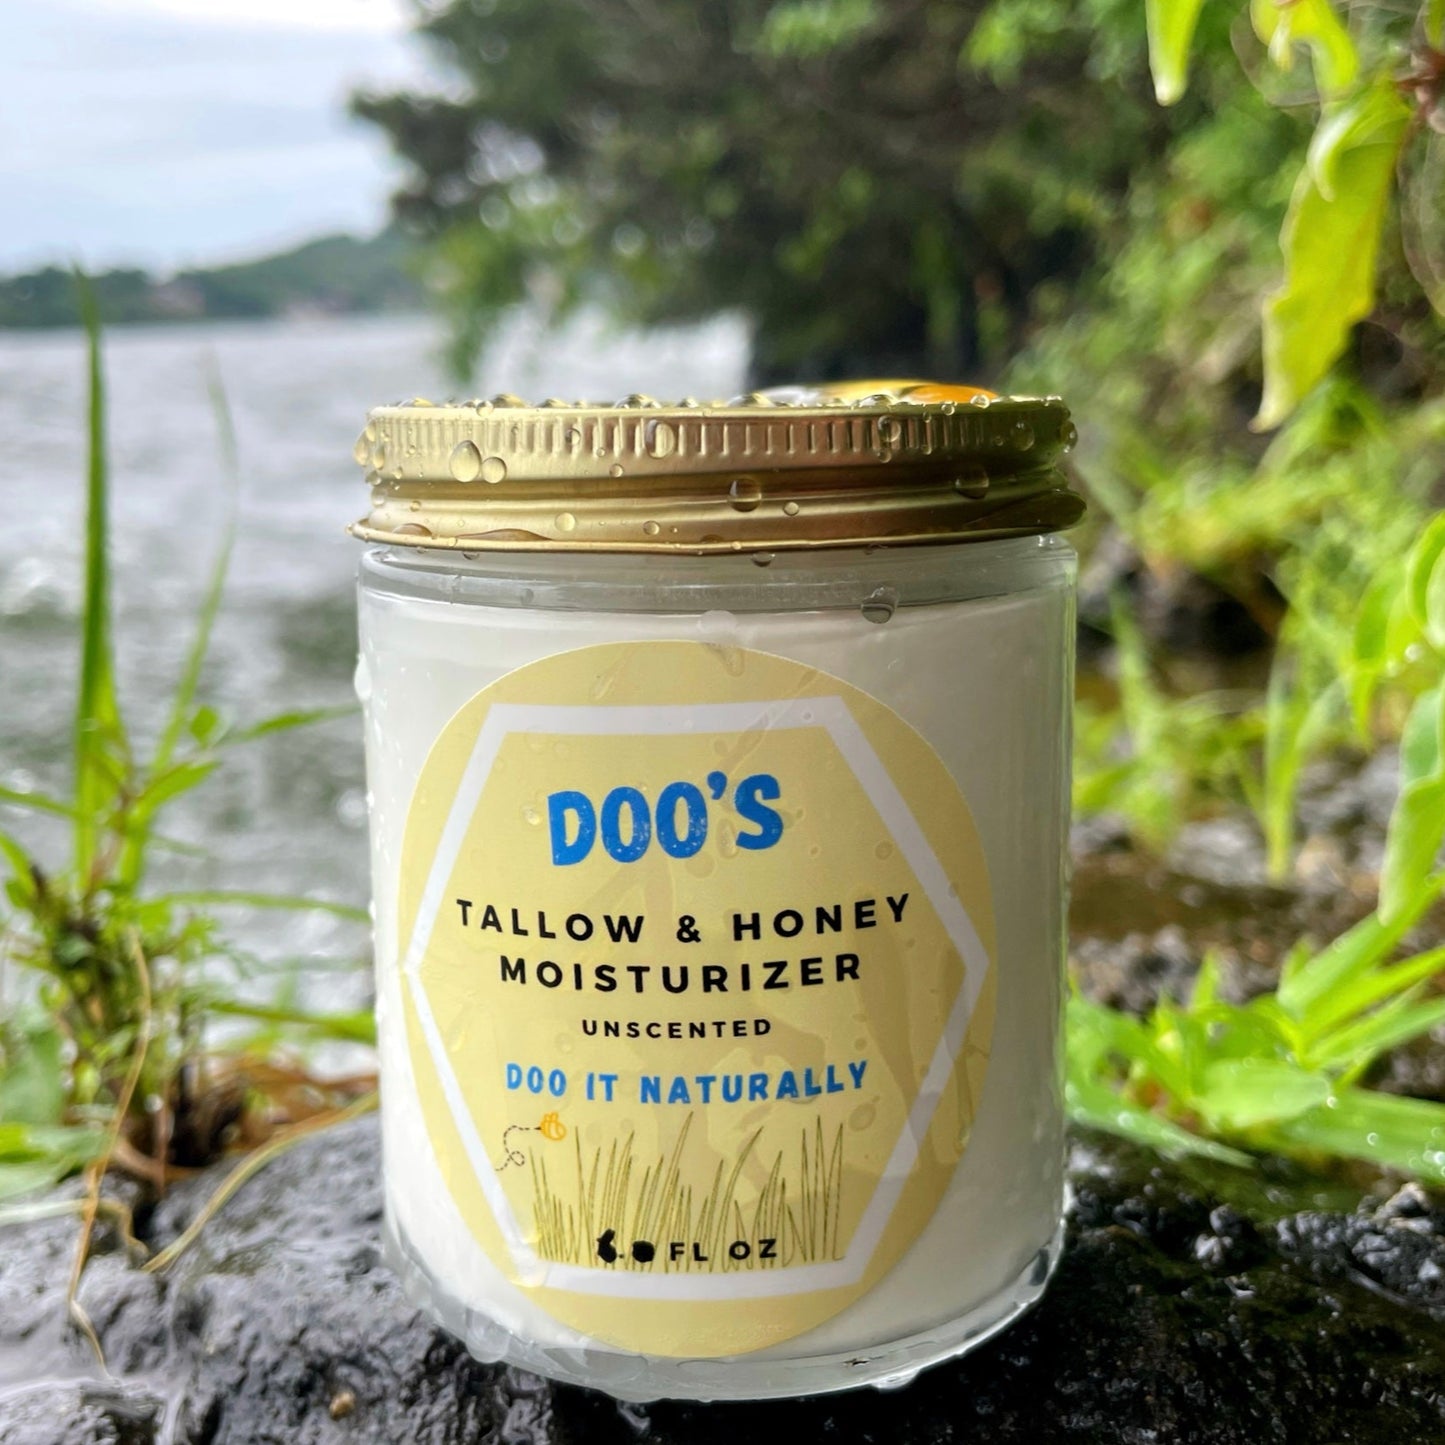 DOO'S
TALLOW & HONEY
MOISTURIZER
UNSCENTED
DOO IT NATURALLY
FL OZ